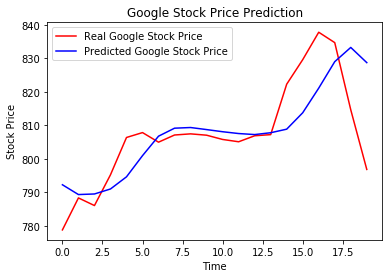 Google Stock Price Prediction
Real Google Stock Price
Predicted Google Stock Price
840
830
820
810
800
790
780
Stock Price
0.0 2.5 5.0 7.5 10.0 12.5 15.0 17.5
Time